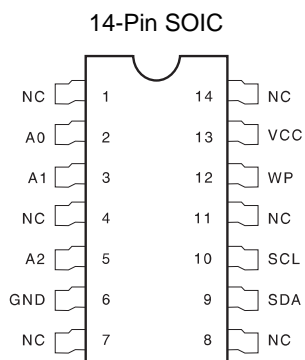 14-Pin SOIC
NC 1 14 NC
A0 2 13 VCC
A1 3 12 WP
NC 4 11 NC
A2 5 10 SCL
GND 6 9 SDA
NC 7 8 NC